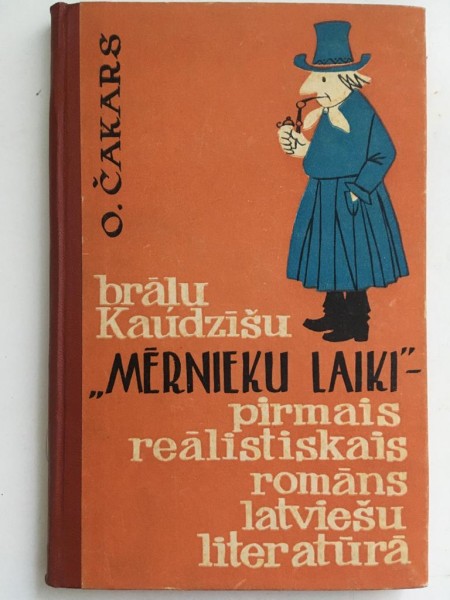 O. ČAKARS
brāļu
Kaudzīšu
„MĒRNIEKU LAIKI”-
pirmais
reālistiskais
romāns
latviešu
literatūrā